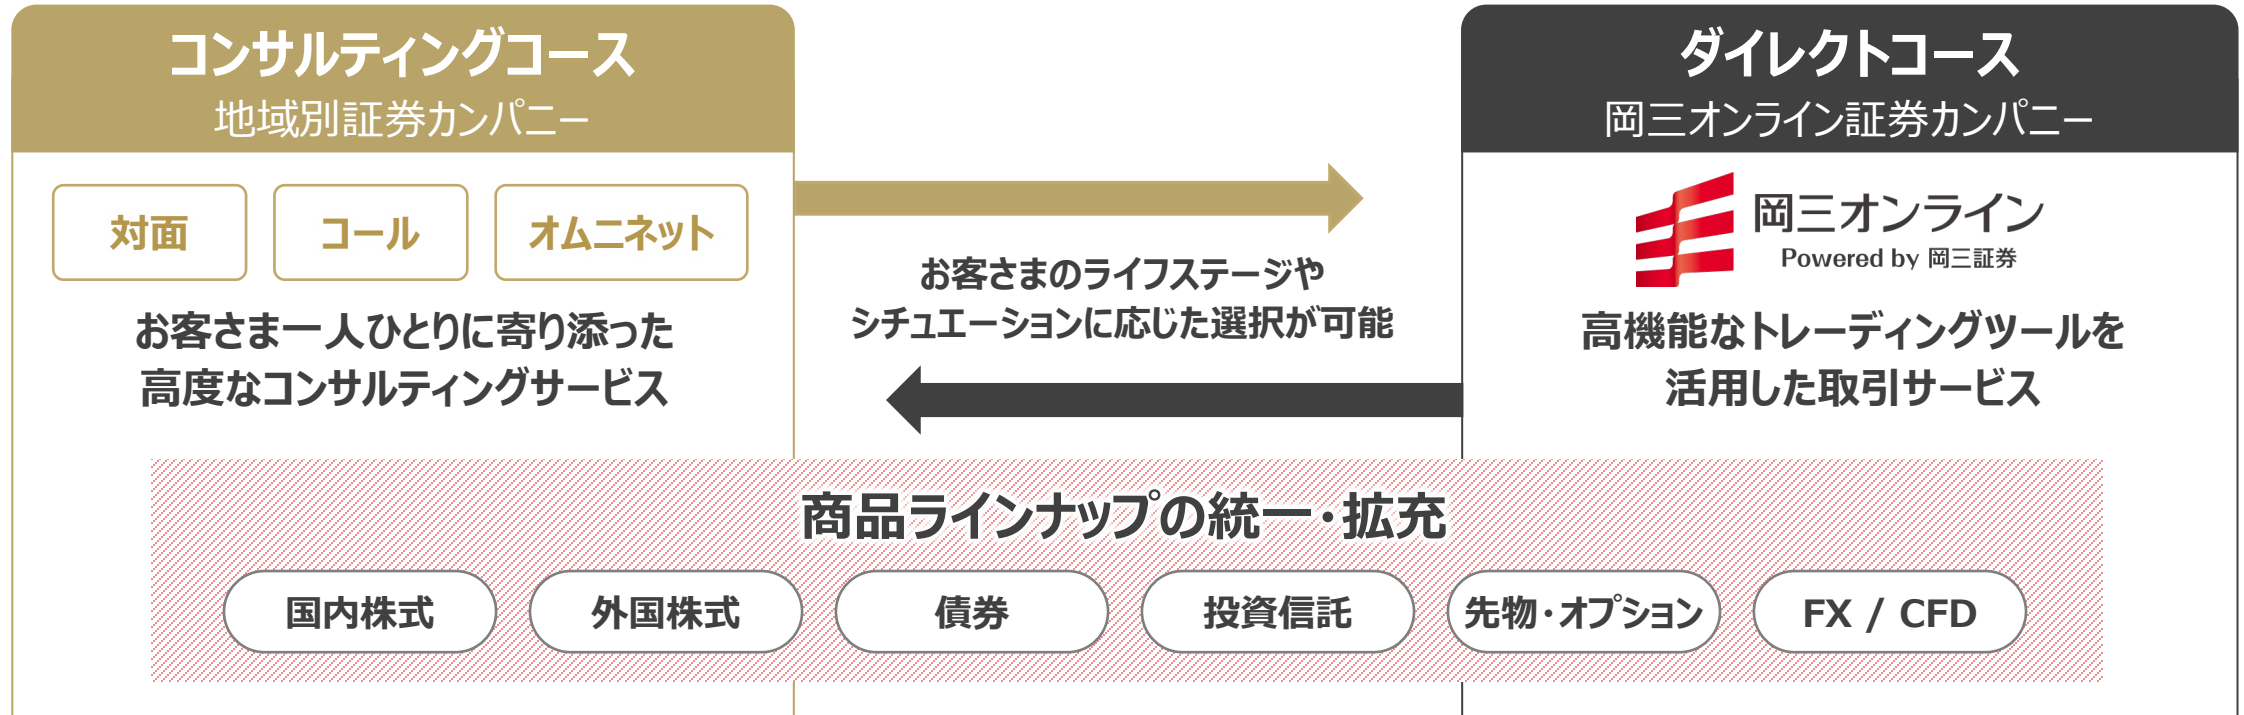 コンサルティングコース
地域別証券カンパニー
対面
コール
オムニネット
お客さま一人ひとりに寄り添った
高度なコンサルティングサービス
お客さまのライフステージや
シチュエーションに応じた選択が可能
ダイレクトコース
岡三オンライン証券カンパニー
岡三オンライン
Powered by 岡三証券
高機能なトレーディングツールを
活用した取引サービス
商品ラインナップの統一・拡充
国内株式
外国株式
債券
投資信託
先物・オプション
FX / CFD